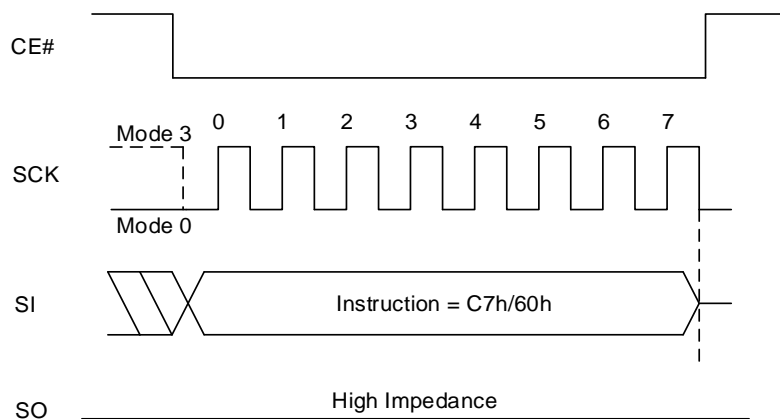 CE#
0 1 2 3 4 5 6 7
Mode 3
SCK
Mode 0
SI
Instruction = C7h/60h
SO
High Impedance